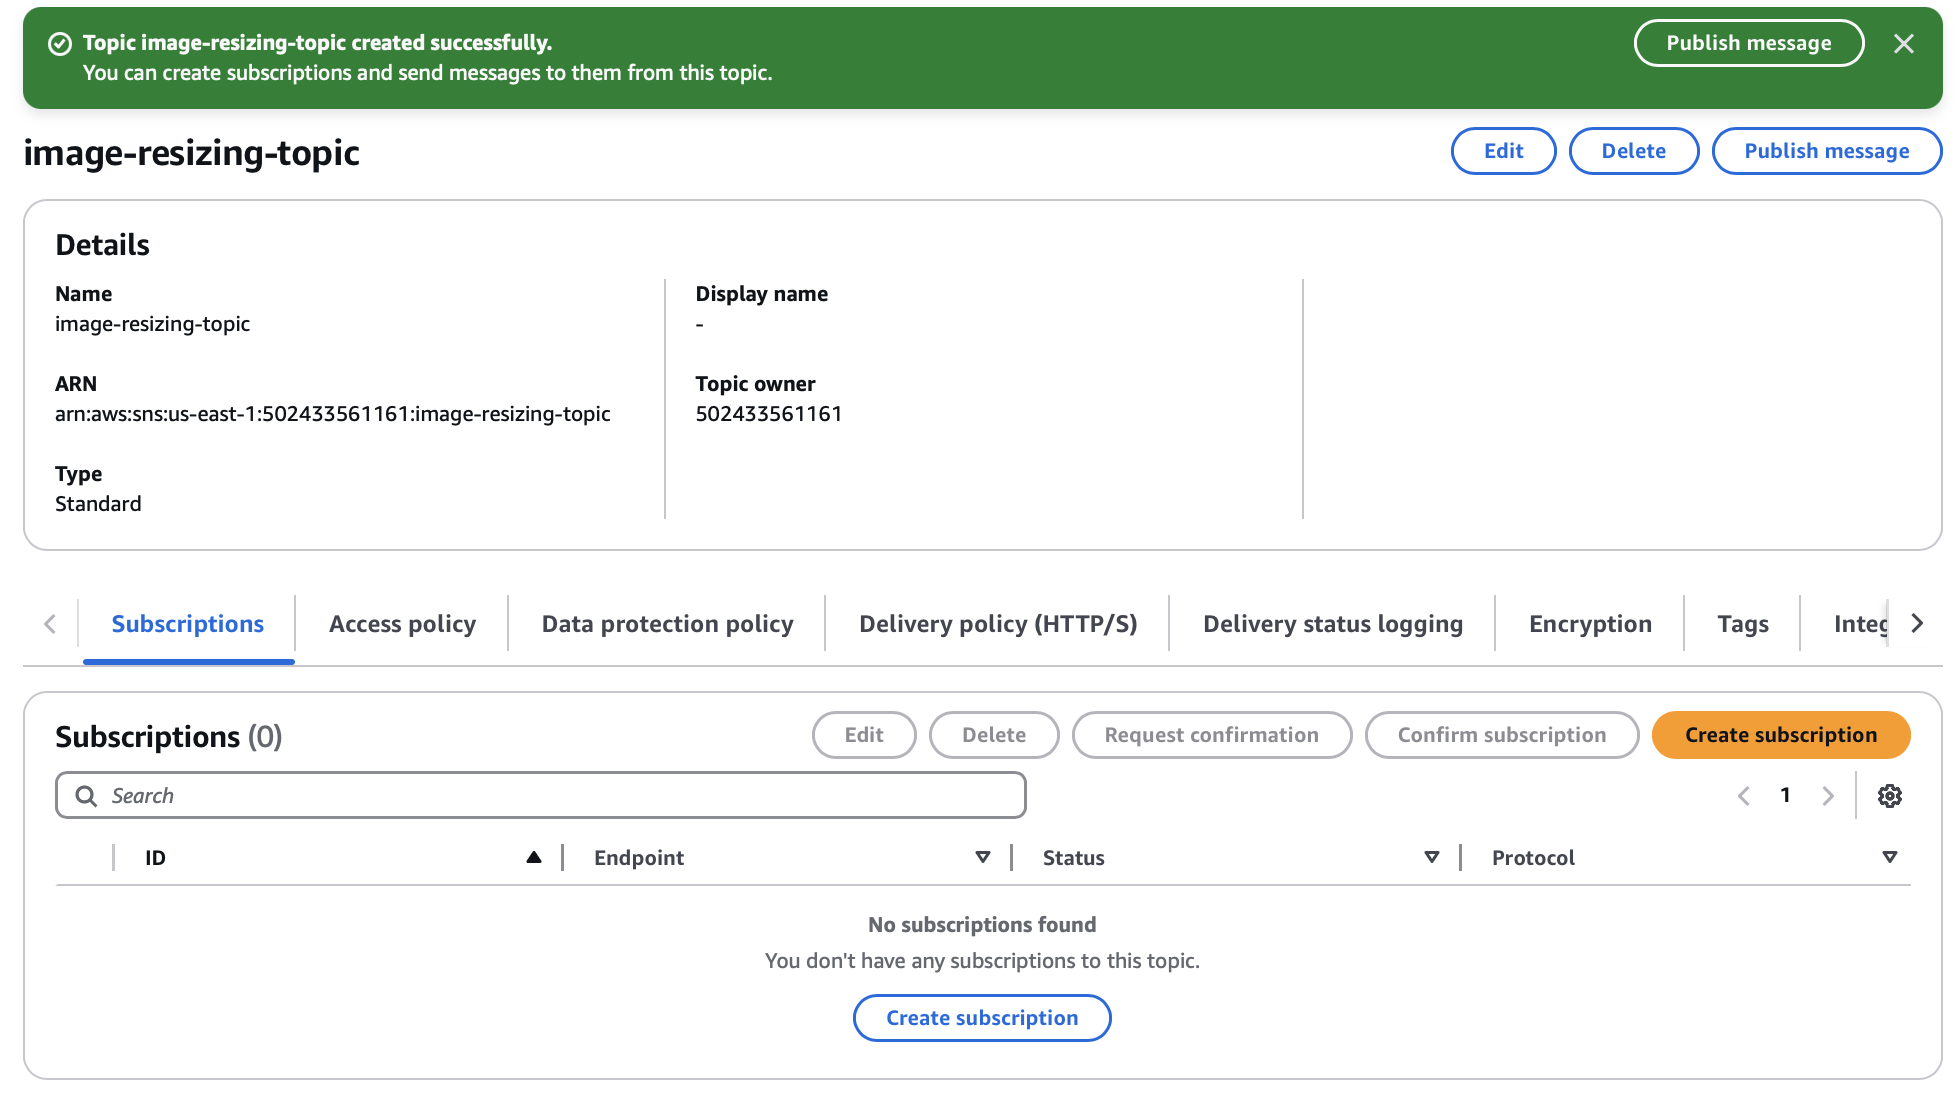 Topic image-resizing-topic created successfully.
You can create subscriptions and send messages to them from this topic.
Publish message
image-resizing-topic
Edit
Delete
Publish message
Details
Name
image-resizing-topic
ARN
arn:aws:sns:us-east-1:502433561161:image-resizing-topic
Type
Standard
Display name
-
Topic owner
502433561161
Subscriptions
Access policy
Data protection policy
Delivery policy (HTTP/S)
Delivery status logging
Encryption
Tags
Integ
Subscriptions (0)
Edit
Delete
Request confirmation
Confirm subscription
Create subscription
Search
1
ID
Endpoint
Status
Protocol
No subscriptions found
You don't have any subscriptions to this topic.
Create subscription